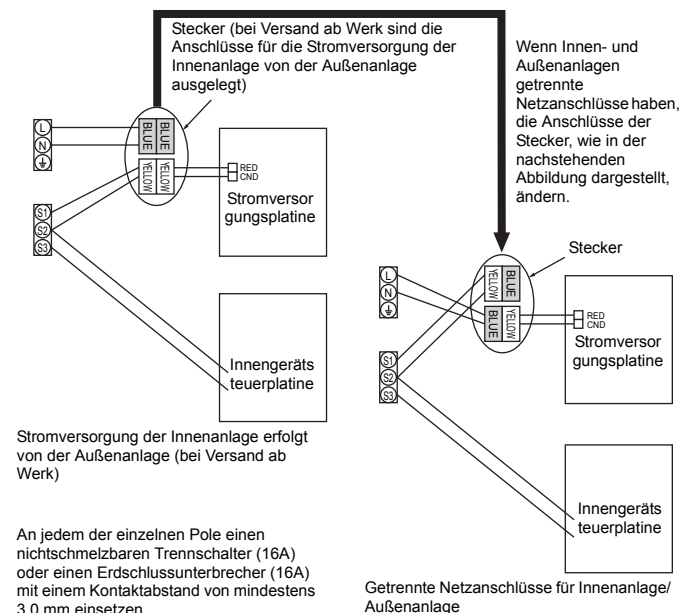 Stecker (bei Versand ab Werk sind die
Anschlüsse für die Stromversorgung der
Innenanlage von der Außenanlage
ausgelegt)
Wenn Innen- und
Außenanlagen
getrennte
Netzanschlüsse haben,
die Anschlüsse der
Stecker, wie in der
nachstehenden
Abbildung dargestellt,
ändern.
L
N
BLUE
BLUE
YELLOW
YELLOW
RED
CND
Stromversor
gungsplatine
S1
S2
S3
Innengeräts
teuerplatine
Stromversorgung der Innenanlage erfolgt
von der Außenanlage (bei Versand ab
Werk)
Stecker
L
N
YELLOW
BLUE
BLUE
YELLOW
RED
CND
Stromversor
gungsplatine
S1
S2
S3
Innengeräts
teuerplatine
Getrennte Netzanschlüsse für Innenanlage/
Außenanlage
An jedem der einzelnen Pole einen
nichtschmelzbaren Trennschalter (16A)
oder einen Erdschlussunterbrecher (16A)
mit einem Kontaktabstand von mindestens
3,0 mm einsetzen